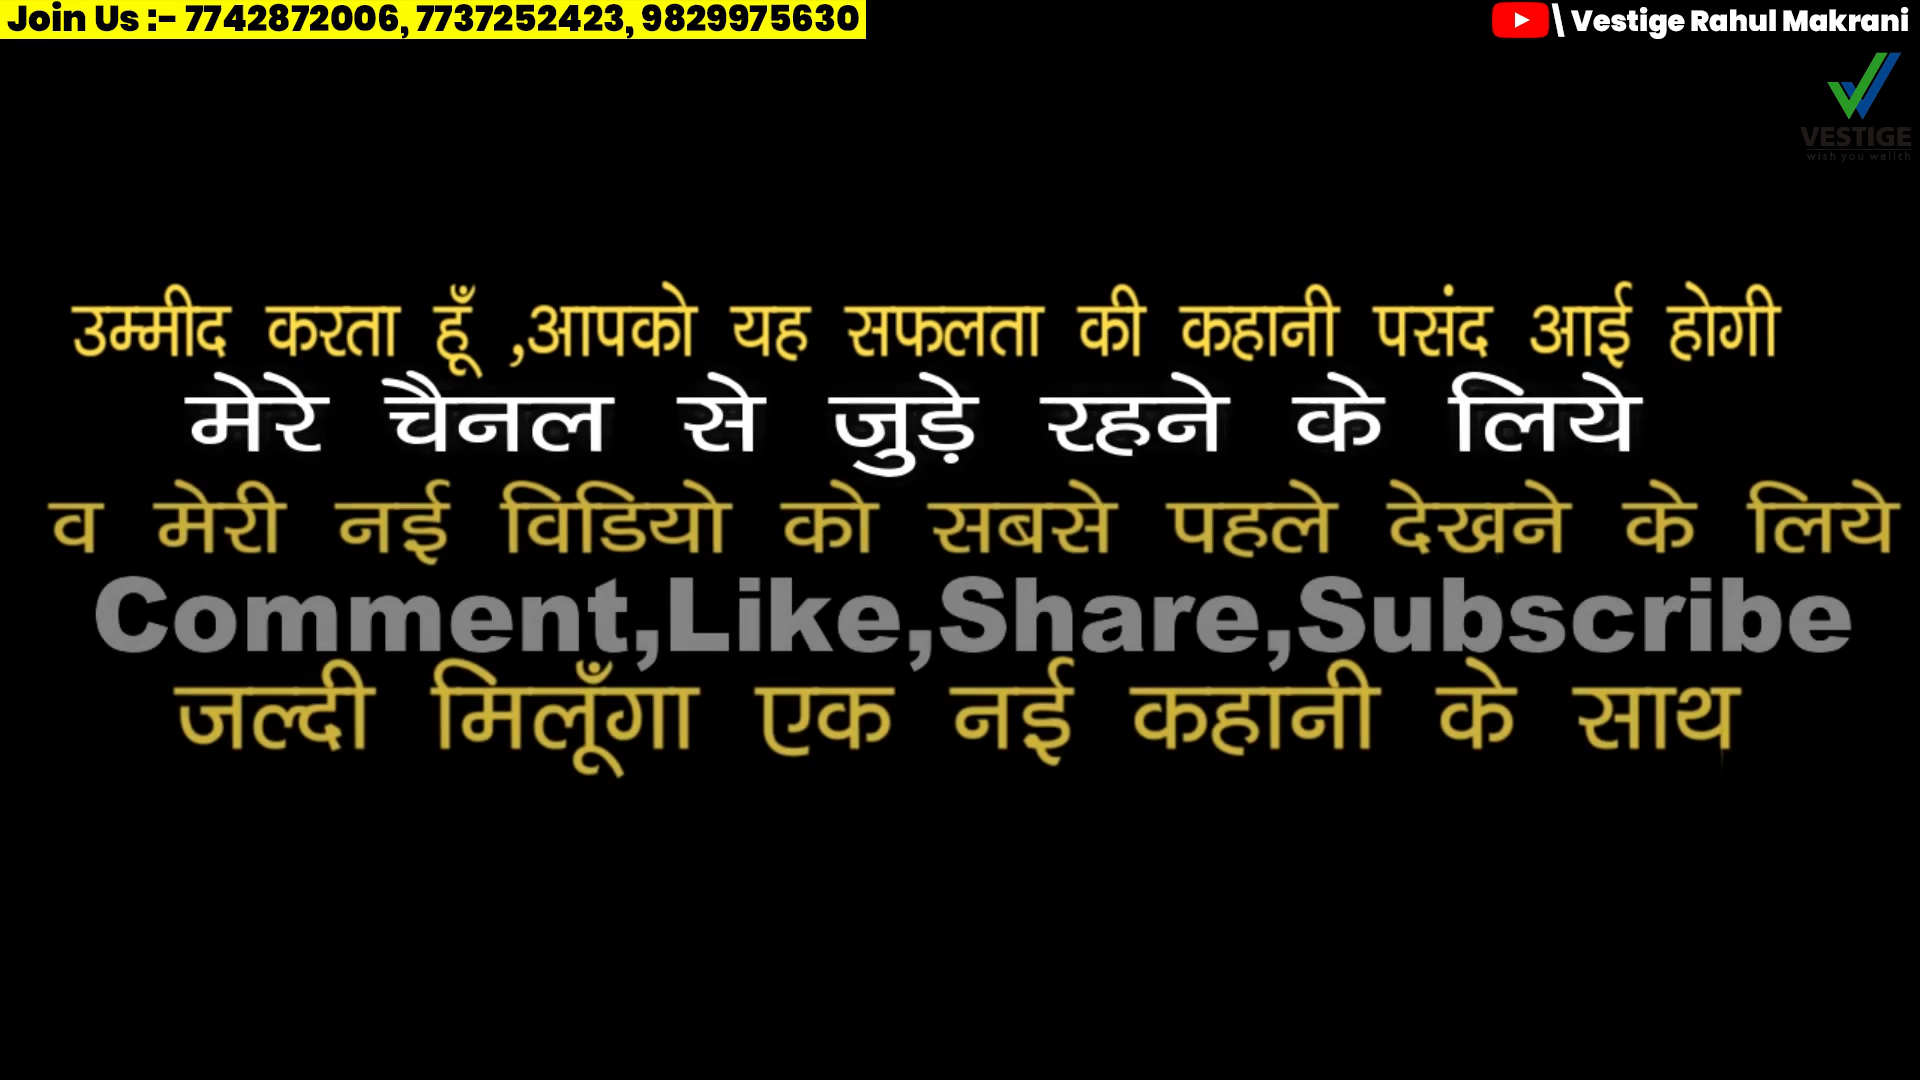 Join Us :- 7742872006, 7737252423, 9829975630
\ Vestige Rahul Makrani
VESTIGE
wish you wellth
उम्मीद करता हूँ ,आपको यह सफलता की कहानी पसंद आई होगी
मेरे चैनल से जुड़े रहने के लिये
व मेरी नई विडियो को सबसे पहले देखने के लिये
Comment,Like,Share,Subscribe
जल्दी मिलूँगा एक नई कहानी के साथ